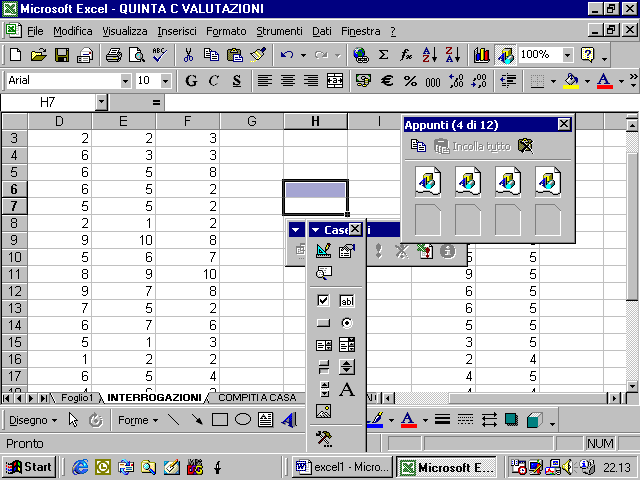 Microsoft Excel - QUINTA C VALUTAZIONI
File Modifica Visualizza Inserisci Formato Strumenti Dati Finestra ?
ABC Σ fx A Z Z A 100% ?
Arial 10 G C S € % 000 A
H7 =
D E F G H I
3 2 2 3
4 6 3 3
5 6 5 8
6 6 5 2
7 5 5 2
8 2 1 2
9 9 10 8
10 5 6 7 6 5
11 8 9 10 9 5
12 9 7 8 6 5
13 7 5 2 6 5
14 6 7 6 5 5
15 5 1 3 3 5
16 1 2 2 2 4
17 6 5 4 4 5
Appunti (4 di 12)
Incolla tutto
ab|
A
Foglio1 INTERROGAZIONI COMPITI A CASA
Disegno Forme A A
Pronto NUM
Start excel1 - Micro... Microsoft E... 22.13